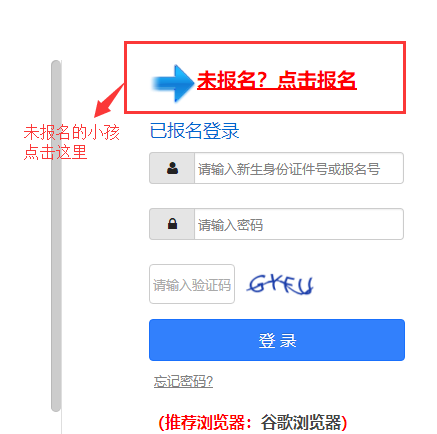 未报名？点击报名
未报名的小孩
点击这里
已报名登录
请输入新生身份证件号或报名号
请输入密码
请输入验证码 GYFU
登 录
忘记密码?
(推荐浏览器：谷歌浏览器)